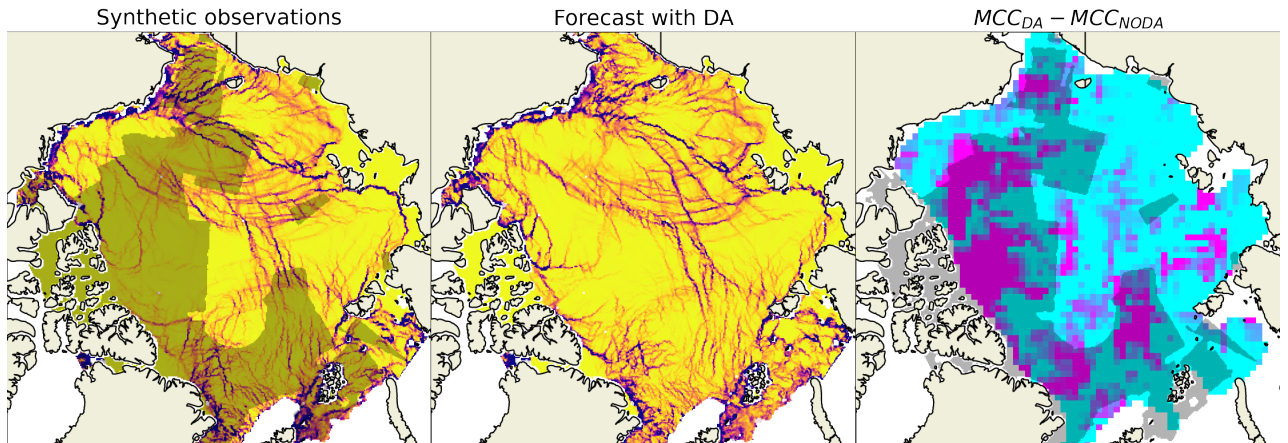 Synthetic observations
Forecast with DA
MCC_DA − MCC_NODA